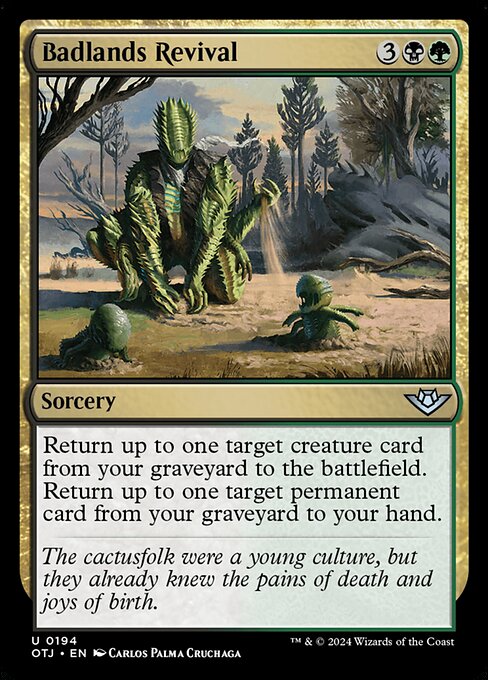 Badlands Revival 3
Sorcery
Return up to one target creature card
from your graveyard to the battlefield.
Return up to one target permanent
card from your graveyard to your hand.
The cactusfolk were a young culture, but
they already knew the pains of death and
joys of birth.
U 0194
OTJ • EN Carlos Palma Cruchaga
™ & © 2024 Wizards of the Coast